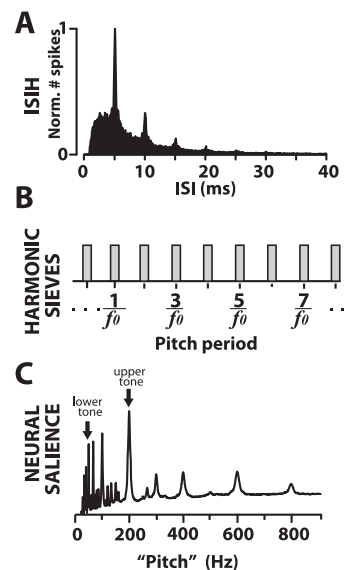 A
ISIH
Norm. # spikes
1
0
0 10 20 30 40
ISI (ms)
B
HARMONIC
SIEVES
. . . 1/f0 3/f0 5/f0 7/f0 . .
Pitch period
C
NEURAL
SALIENCE
lower
tone
upper
tone
0 200 400 600 800
“Pitch” (Hz)